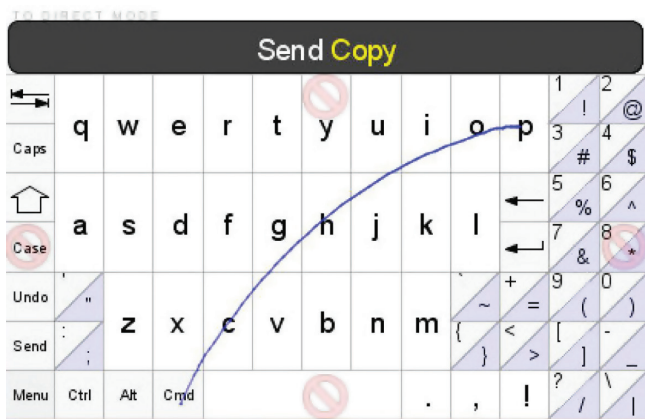 TO DIRECT MODE
Send Copy
1 ! 2 @
q w e r t y u i o p
Caps 3 # 4 $
5 % 6 ^
a s d f g h j k l
Case 7 & 8 *
Undo ' " ` ~ + = 9 ( 0 )
z x c v b n m
Send : ; { } < > [ ] - _
Menu Ctrl Alt Cmd . , ! ? / \ |